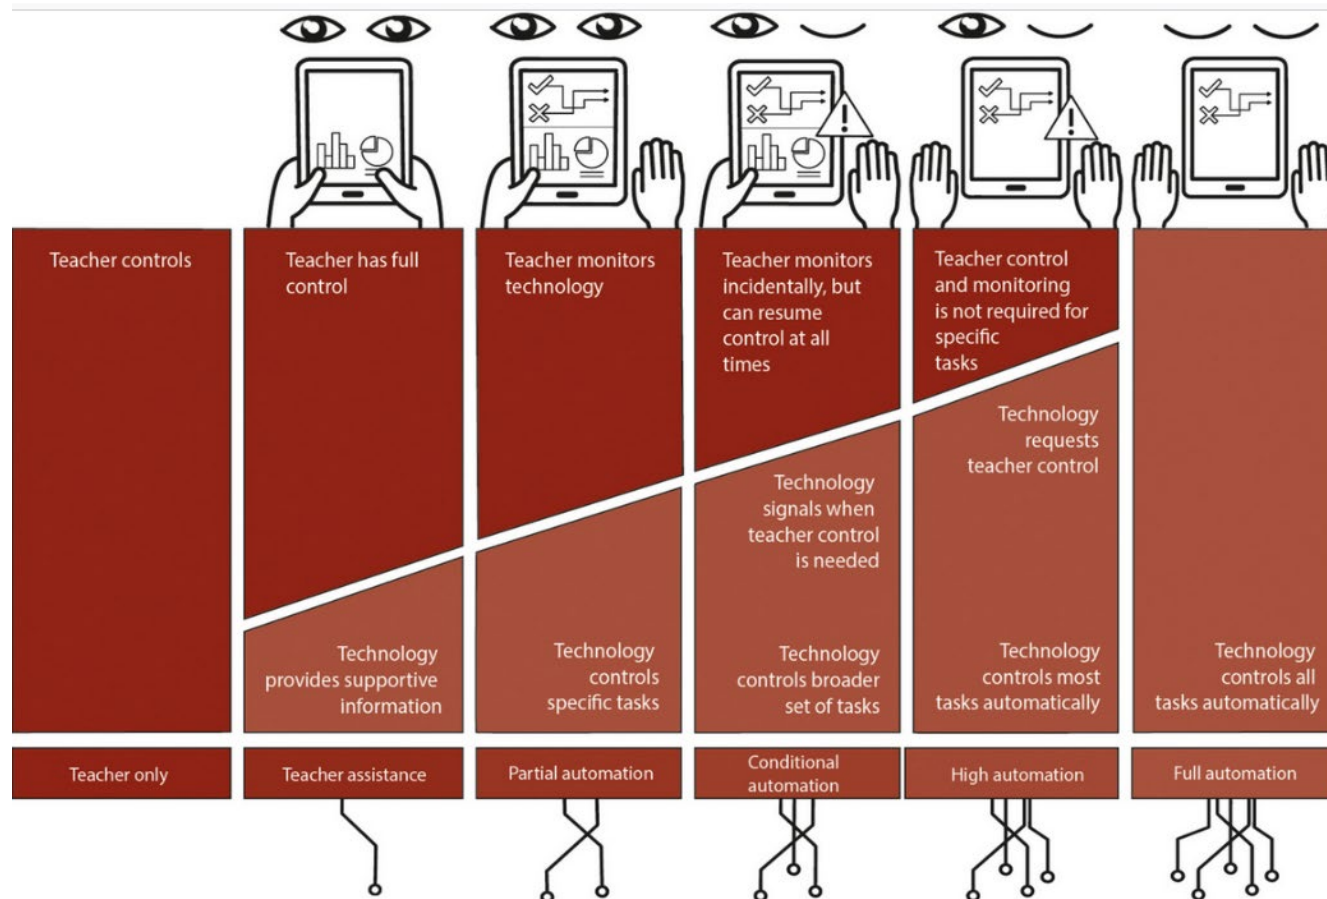 Teacher controls
Teacher has full
control
Teacher monitors
technology
Teacher monitors
incidentally, but
can resume
control at all
times
Teacher control
and monitoring
is not required for
specific
tasks
Technology
requests
teacher control
Technology
signals when
teacher control
is needed
Technology
provides supportive
information
Technology
controls
specific tasks
Technology
controls broader
set of tasks
Technology
controls most
tasks automatically
Technology
controls all
tasks automatically
Teacher only
Teacher assistance
Partial automation
Conditional
automation
High automation
Full automation